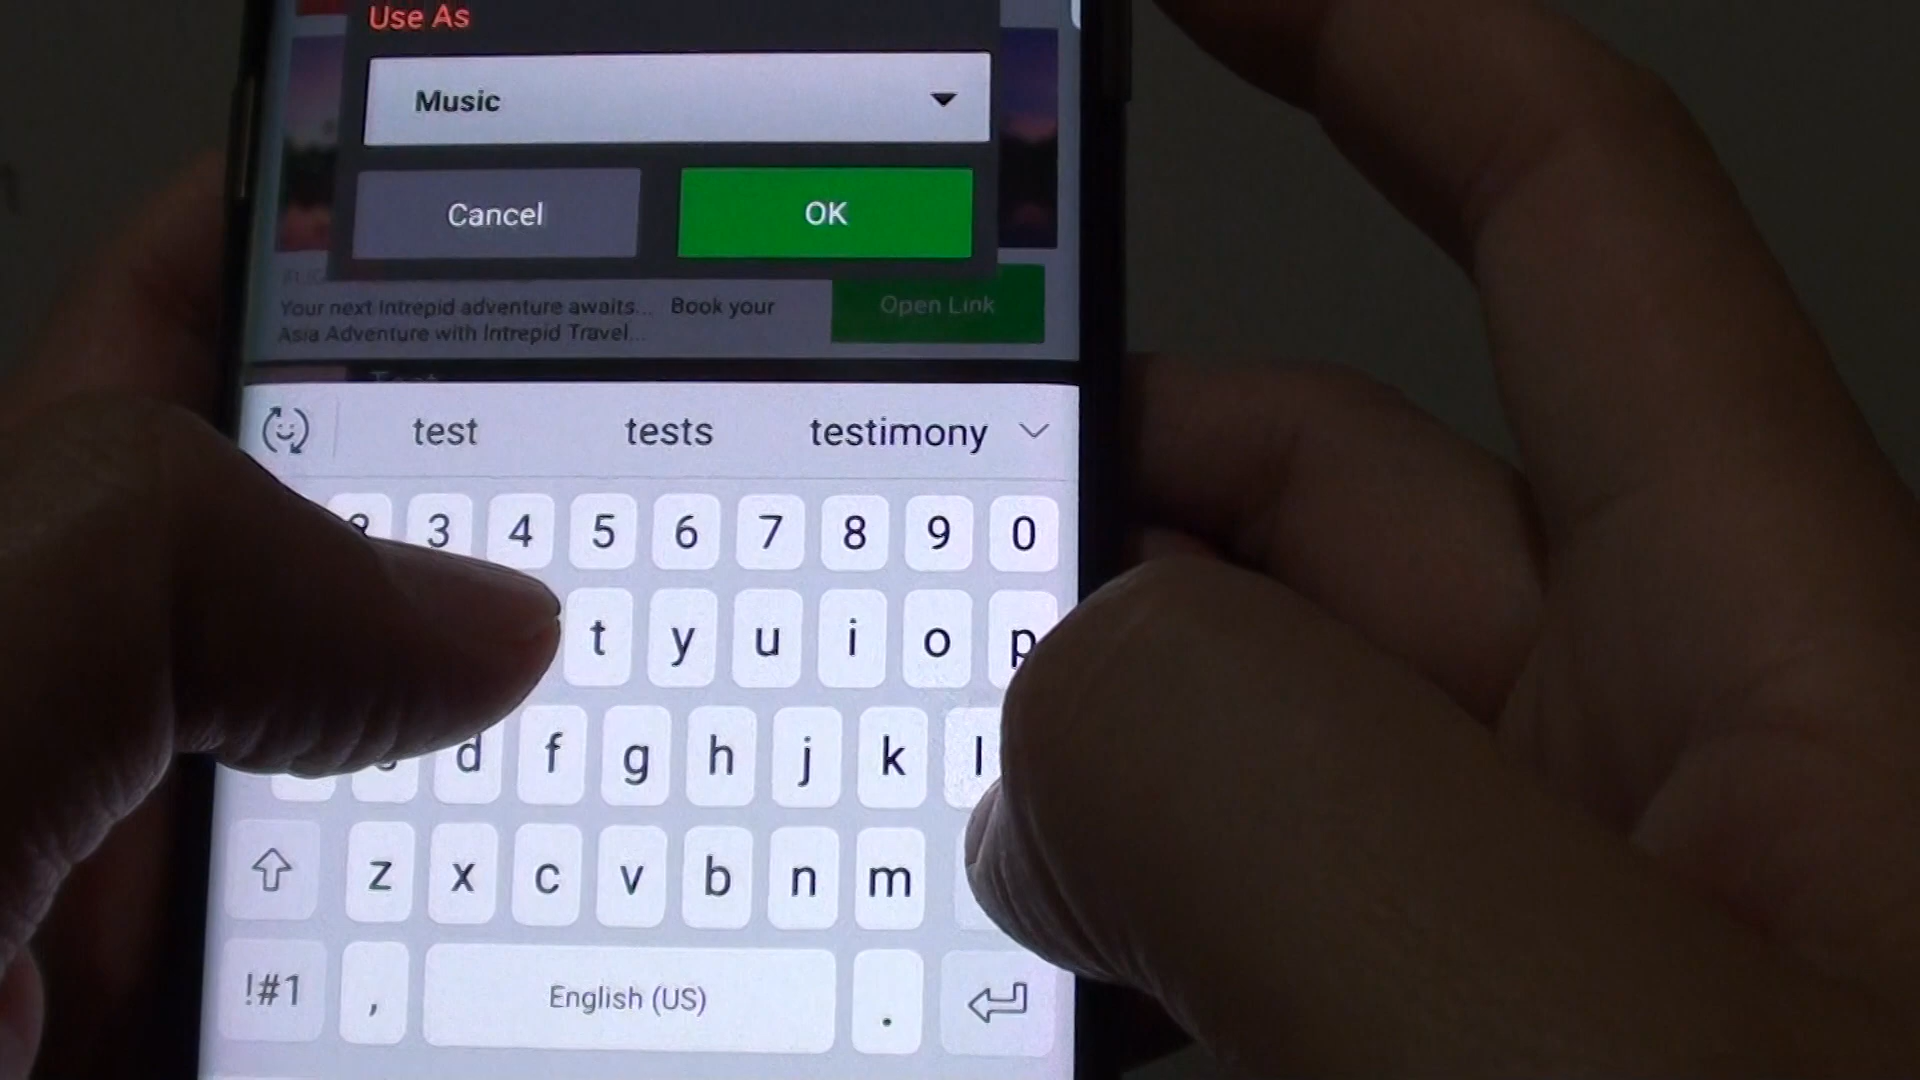 Use As
Music
Cancel
OK
Your next Intrepid adventure awaits... Book your
Asia Adventure with Intrepid Travel...
Open Link
test
tests
testimony
3 4 5 6 7 8 9 0
t y u i o p
d f g h j k l
z x c v b n m
!#1 , English (US) .